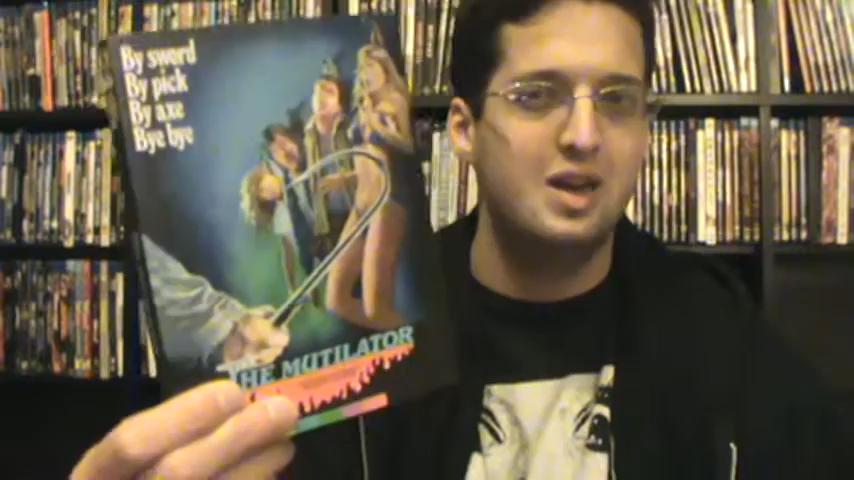 By sword
By pick
By axe
Bye bye
THE MUTILATOR